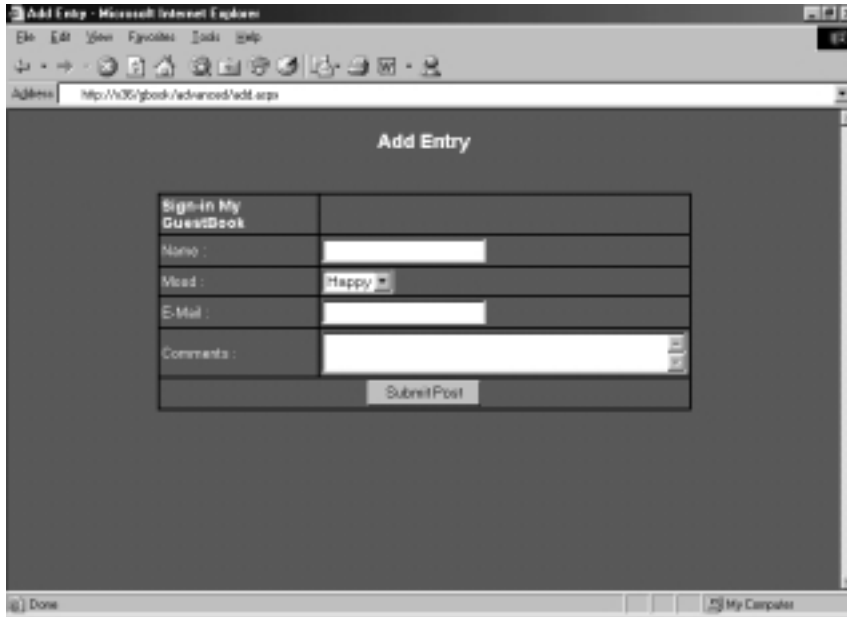 Add Entry - Microsoft Internet Explorer
File Edit View Favorites Tools Help
Address http://s36/gbook/advanced/add.aspx
Add Entry
Sign-in My
GuestBook
Name :
Mood :
Happy
E-Mail :
Comments :
Submit Post
Done
My Computer